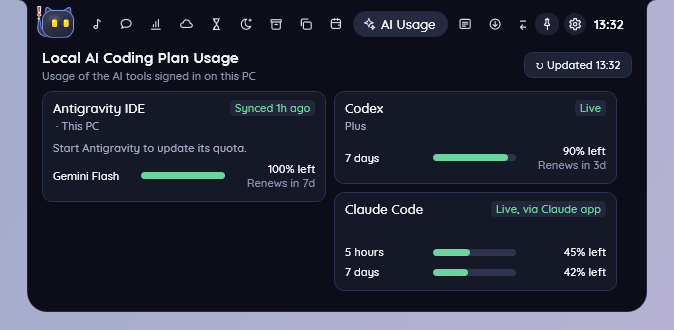 AI Usage
13:32
Local AI Coding Plan Usage
Usage of the AI tools signed in on this PC
↻ Updated 13:32
Antigravity IDE
Synced 1h ago
· This PC
Start Antigravity to update its quota.
Gemini Flash
100% left
Renews in 7d
Codex
Live
Plus
7 days
90% left
Renews in 3d
Claude Code
Live, via Claude app
5 hours
45% left
7 days
42% left